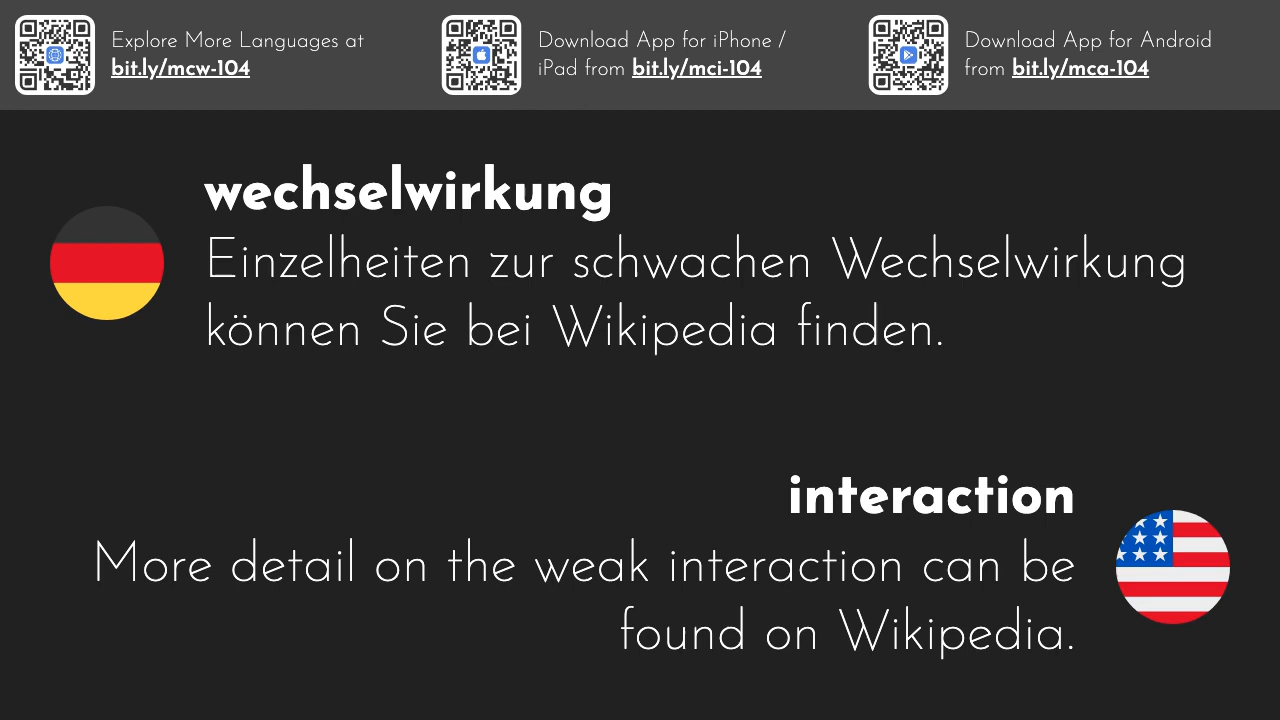 Explore More Languages at
bit.ly/mcw-104
Download App for iPhone /
iPad from bit.ly/mci-104
Download App for Android
from bit.ly/mca-104
wechselwirkung
Einzelheiten zur schwachen Wechselwirkung
können Sie bei Wikipedia finden.
interaction
More detail on the weak interaction can be
found on Wikipedia.